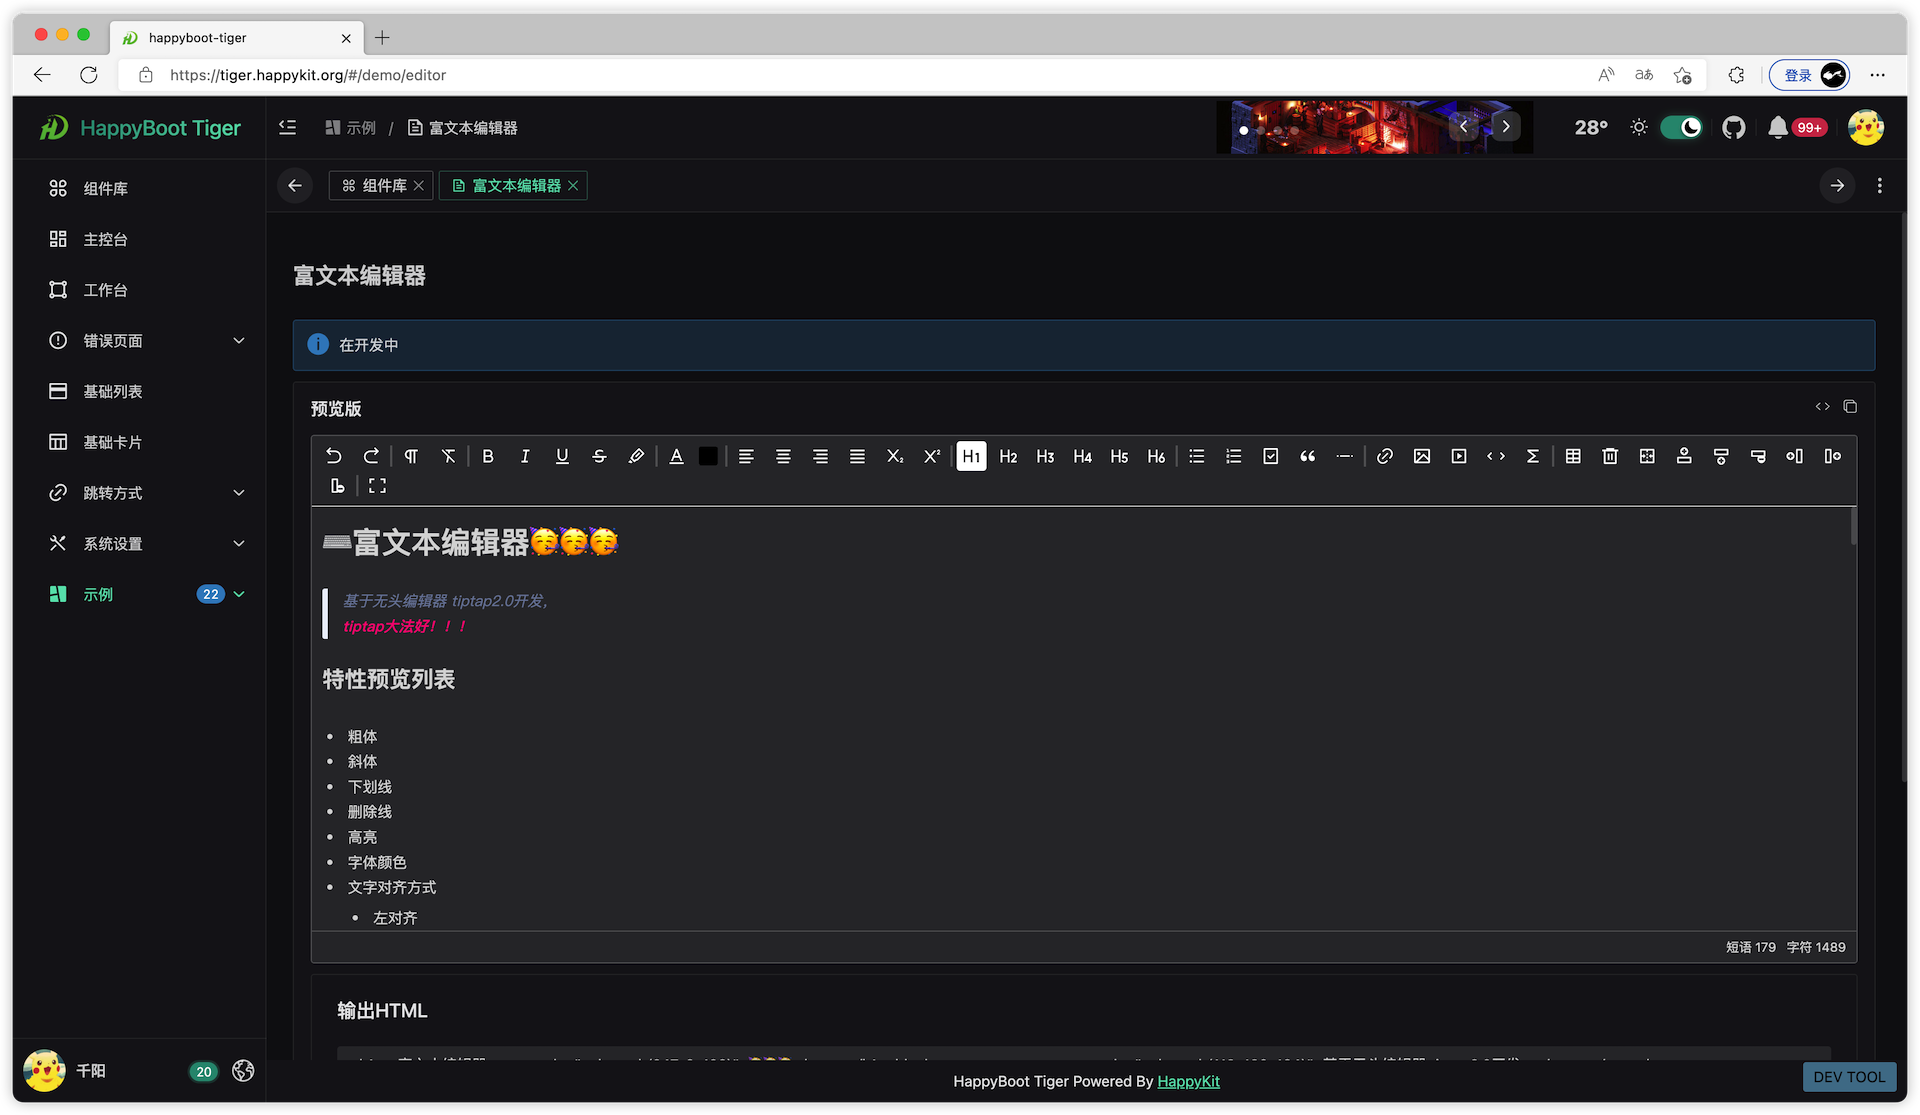 happyboot-tiger
https://tiger.happykit.org/#/demo/editor
登录
HappyBoot Tiger
示例 / 富文本编辑器
28°
99+
组件库
富文本编辑器
组件库
主控台
工作台
错误页面
基础列表
基础卡片
跳转方式
系统设置
示例 22
富文本编辑器
在开发中
预览版
H1 H2 H3 H4 H5 H6
富文本编辑器
基于无头编辑器 tiptap2.0开发,
tiptap大法好！！！
特性预览列表
粗体
斜体
下划线
删除线
高亮
字体颜色
文字对齐方式
左对齐
短语 179 字符 1489
输出HTML
千阳
20
HappyBoot Tiger Powered By HappyKit
DEV TOOL